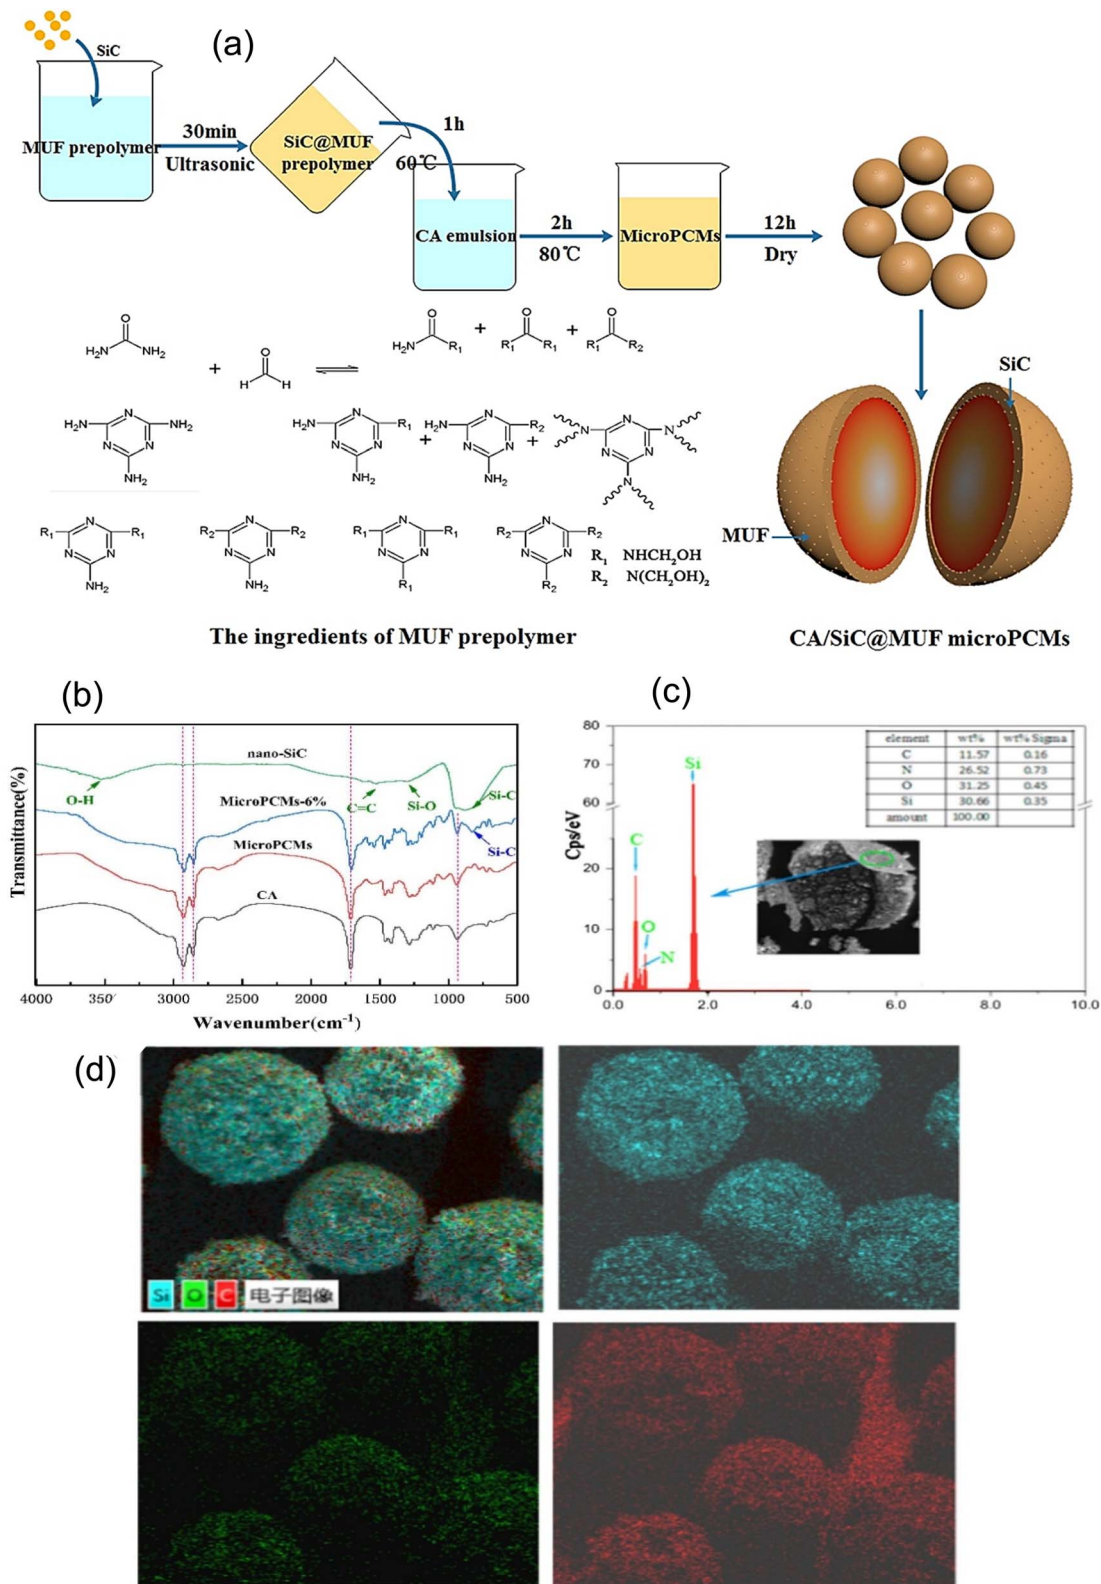 (a)
SiC
MUF prepolymer
30min
Ultrasonic
SiC@MUF
prepolymer
1h
60℃
CA emulsion
2h
80℃
MicroPCMs
12h
Dry
O
H₂N NH₂
+
O
H H
O
H₂N R₁
+
O
R₁ R₁
+
O
R₁ R₂
H₂N N NH₂
N N
NH₂
H₂N N R₁
N N
NH₂
+
H₂N N R₂
N N
NH₂
+
N N N
N N
N
R₁ N R₁
N N
NH₂
R₂ N R₂
N N
NH₂
R₁ N R₁
N N
R₁
R₂ N R₂
N N
R₂
R₁ NHCH₂OH
R₂ N(CH₂OH)₂
SiC
MUF
The ingredients of MUF prepolymer
CA/SiC@MUF microPCMs
(b)
Transmittance(%)
nano-SiC
O-H
C=C
Si-O
Si-C
MicroPCMs-6%
Si-C
MicroPCMs
CA
4000 350 3000 2500 2000 1500 1000 500
Wavenumber(cm⁻¹)
(c)
Cps/eV
80
70
60
20
10
0
0.0 2.0 4.0 6.0 8.0 10.0
Si
C
O
N
element wt% wt% Sigma
C 11.57 0.16
N 26.52 0.73
O 31.25 0.45
Si 30.66 0.35
amount 100.00
(d)
Si O C 电子图像